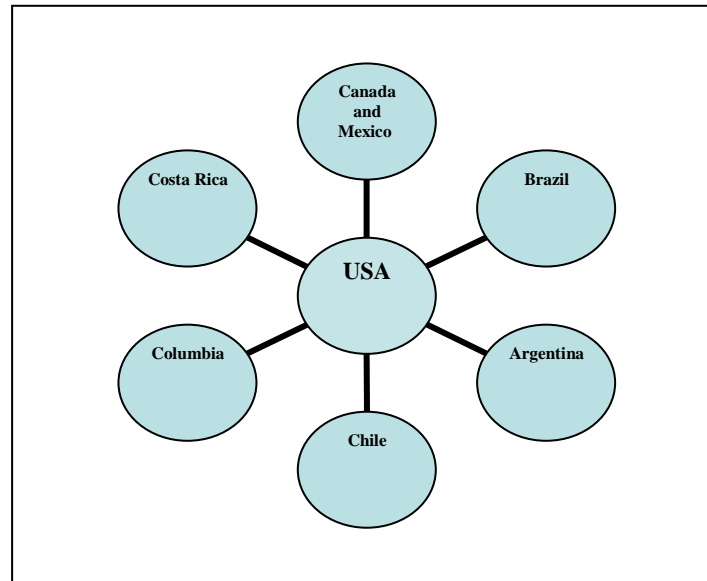 Canada
and
Mexico
Costa Rica
Brazil
USA
Columbia
Argentina
Chile